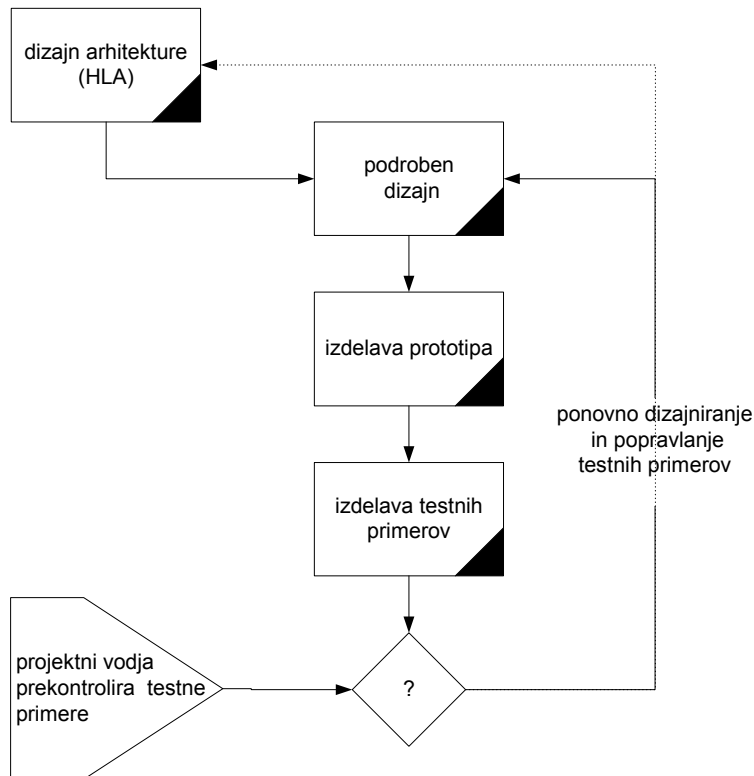 dizajn arhitekture
(HLA)
podroben
dizajn
izdelava prototipa
ponovno dizajniranje
in popravlanje
testnih primerov
izdelava testnih
primerov
projektni vodja
prekontrolira testne
primere
?